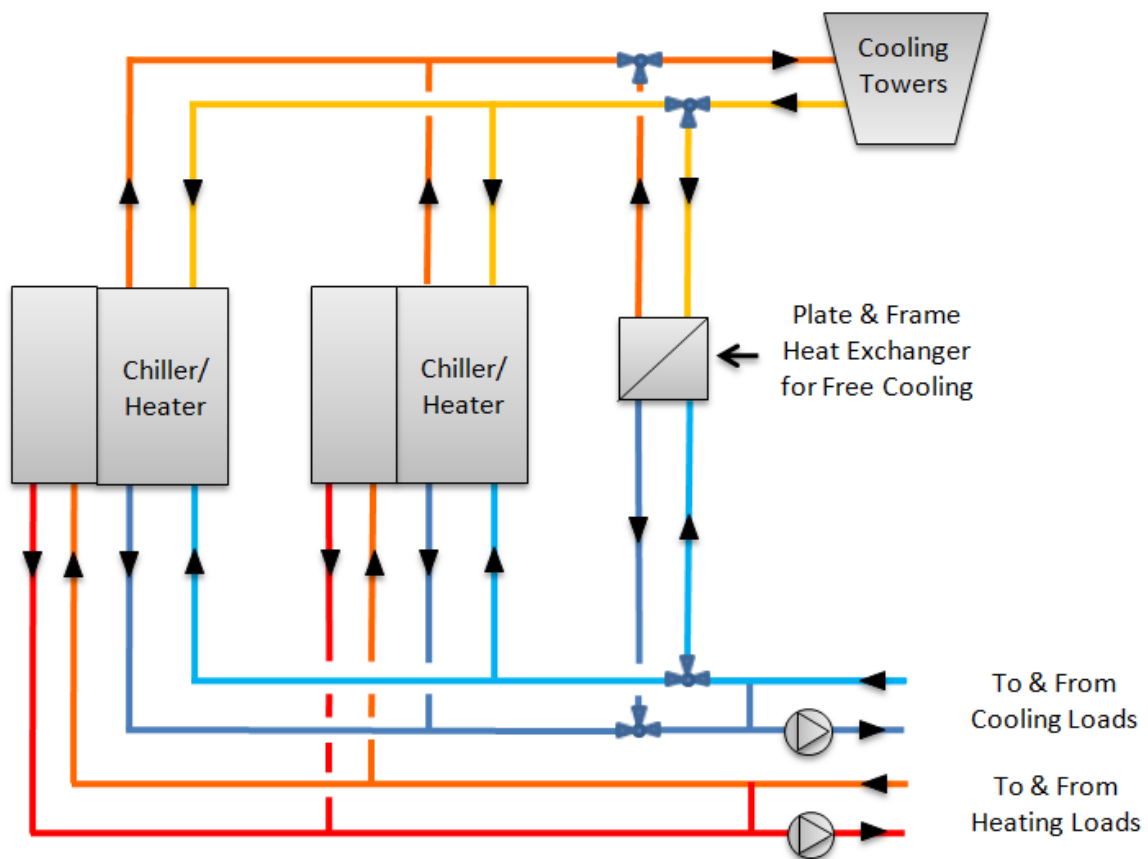 Cooling
Towers
Chiller/
Heater
Chiller/
Heater
Plate & Frame
Heat Exchanger
for Free Cooling
To & From
Cooling Loads
To & From
Heating Loads